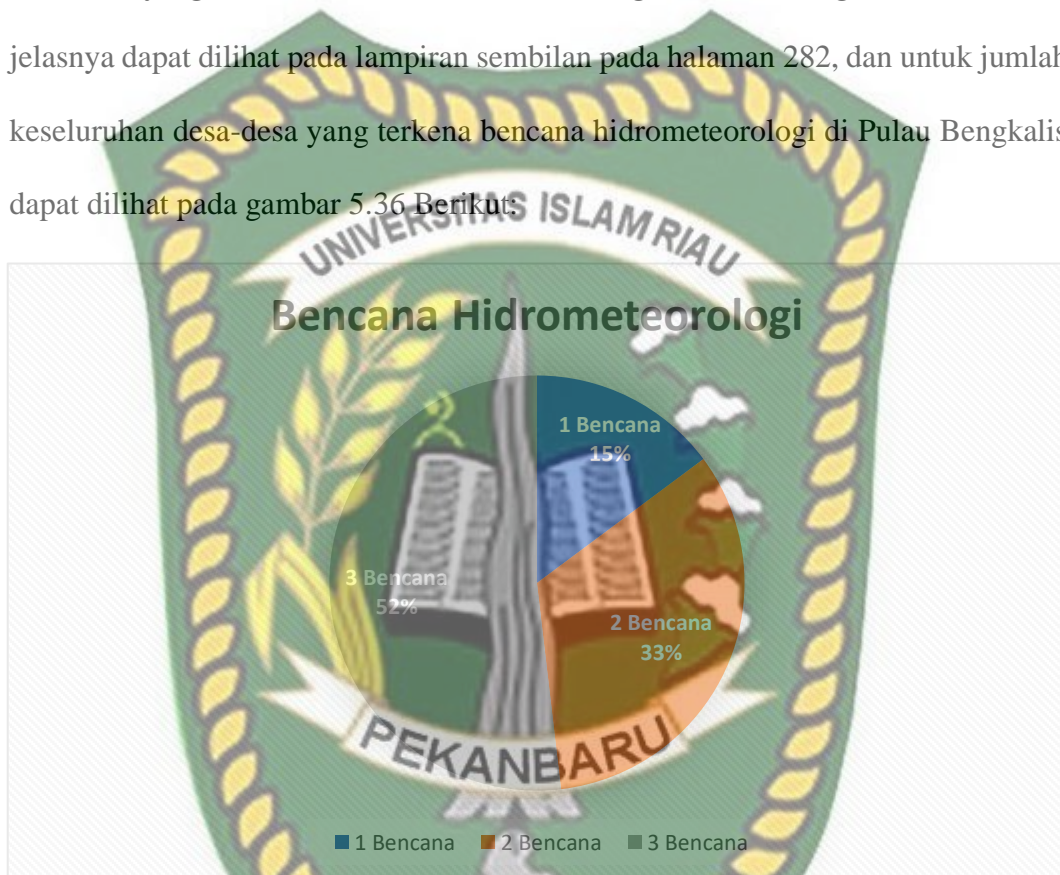 jelasnya dapat dilihat pada lampiran sembilan pada halaman 282, dan untuk jumlah
keseluruhan desa-desa yang terkena bencana hidrometeorologi di Pulau Bengkalis
dapat dilihat pada gambar 5.36 Berikut:
UNIVERSITAS ISLAM RIAU
Bencana Hidrometeorologi
1 Bencana
15%
3 Bencana
52%
2 Bencana
33%
PEKANBARU
1 Bencana 2 Bencana 3 Bencana